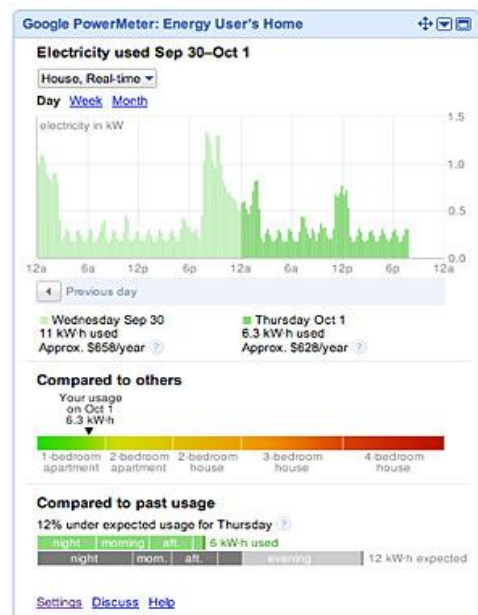 Google PowerMeter: Energy User's Home
Electricity used Sep 30–Oct 1
House, Real-time
Day Week Month
electricity in kW
1.5
1.0
0.5
0.0
12a 6a 12p 6p 12a 6a 12p 6p 12a
Previous day
Wednesday Sep 30 Thursday Oct 1
11 kW·h used 6.3 kW·h used
Approx. $658/year ? Approx. $628/year ?
Compared to others
Your usage
on Oct 1
6.3 kW·h
1-bedroom 2-bedroom 2-bedroom 3-bedroom 4-bedroom
apartment apartment house house house
Compared to past usage
12% under expected usage for Thursday ?
night morning aft. 6 kW·h used
night morn. aft. evening 12 kW·h expected
Settings Discuss Help